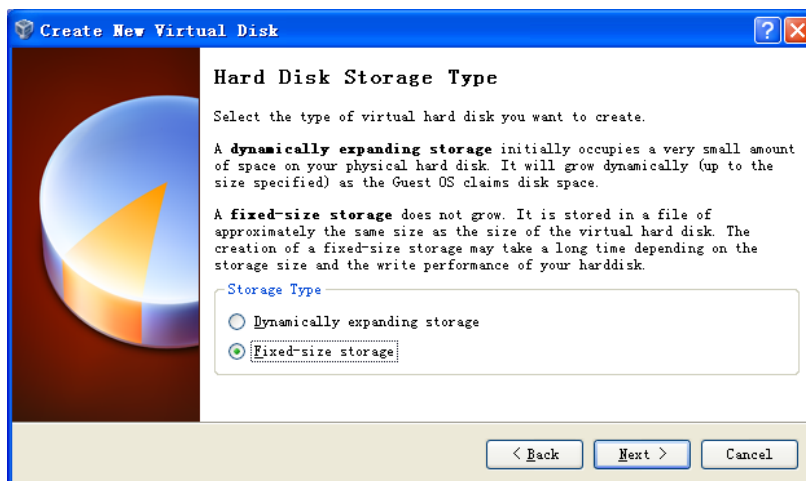 Create New Virtual Disk
Hard Disk Storage Type
Select the type of virtual hard disk you want to create.
A dynamically expanding storage initially occupies a very small amount
of space on your physical hard disk. It will grow dynamically (up to the
size specified) as the Guest OS claims disk space.
A fixed-size storage does not grow. It is stored in a file of
approximately the same size as the size of the virtual hard disk. The
creation of a fixed-size storage may take a long time depending on the
storage size and the write performance of your harddisk.
Storage Type
Dynamically expanding storage
Fixed-size storage
< Back
Next >
Cancel